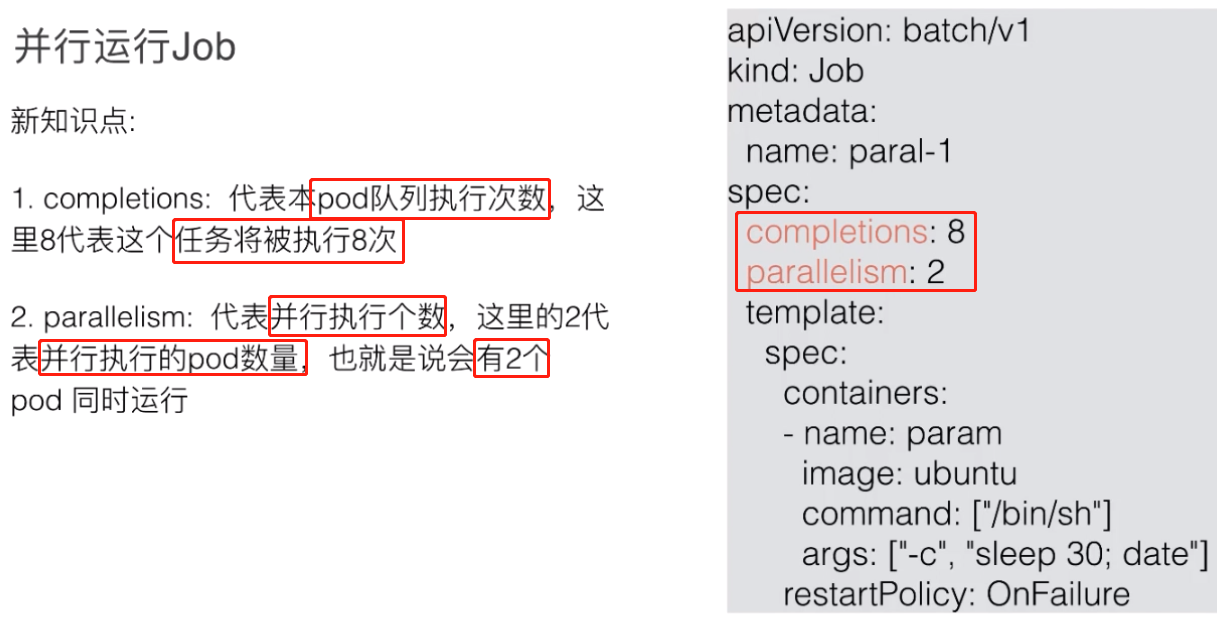 并行运行Job
新知识点:
1. completions: 代表本pod队列执行次数，这
里8代表这个任务将被执行8次
2. parallelism: 代表并行执行个数，这里的2代
表并行执行的pod数量，也就是说会有2个
pod 同时运行
apiVersion: batch/v1
kind: Job
metadata:
  name: paral-1
spec:
  completions: 8
  parallelism: 2
  template:
    spec:
      containers:
      - name: param
        image: ubuntu
        command: ["/bin/sh"]
        args: ["-c", "sleep 30; date"]
      restartPolicy: OnFailure